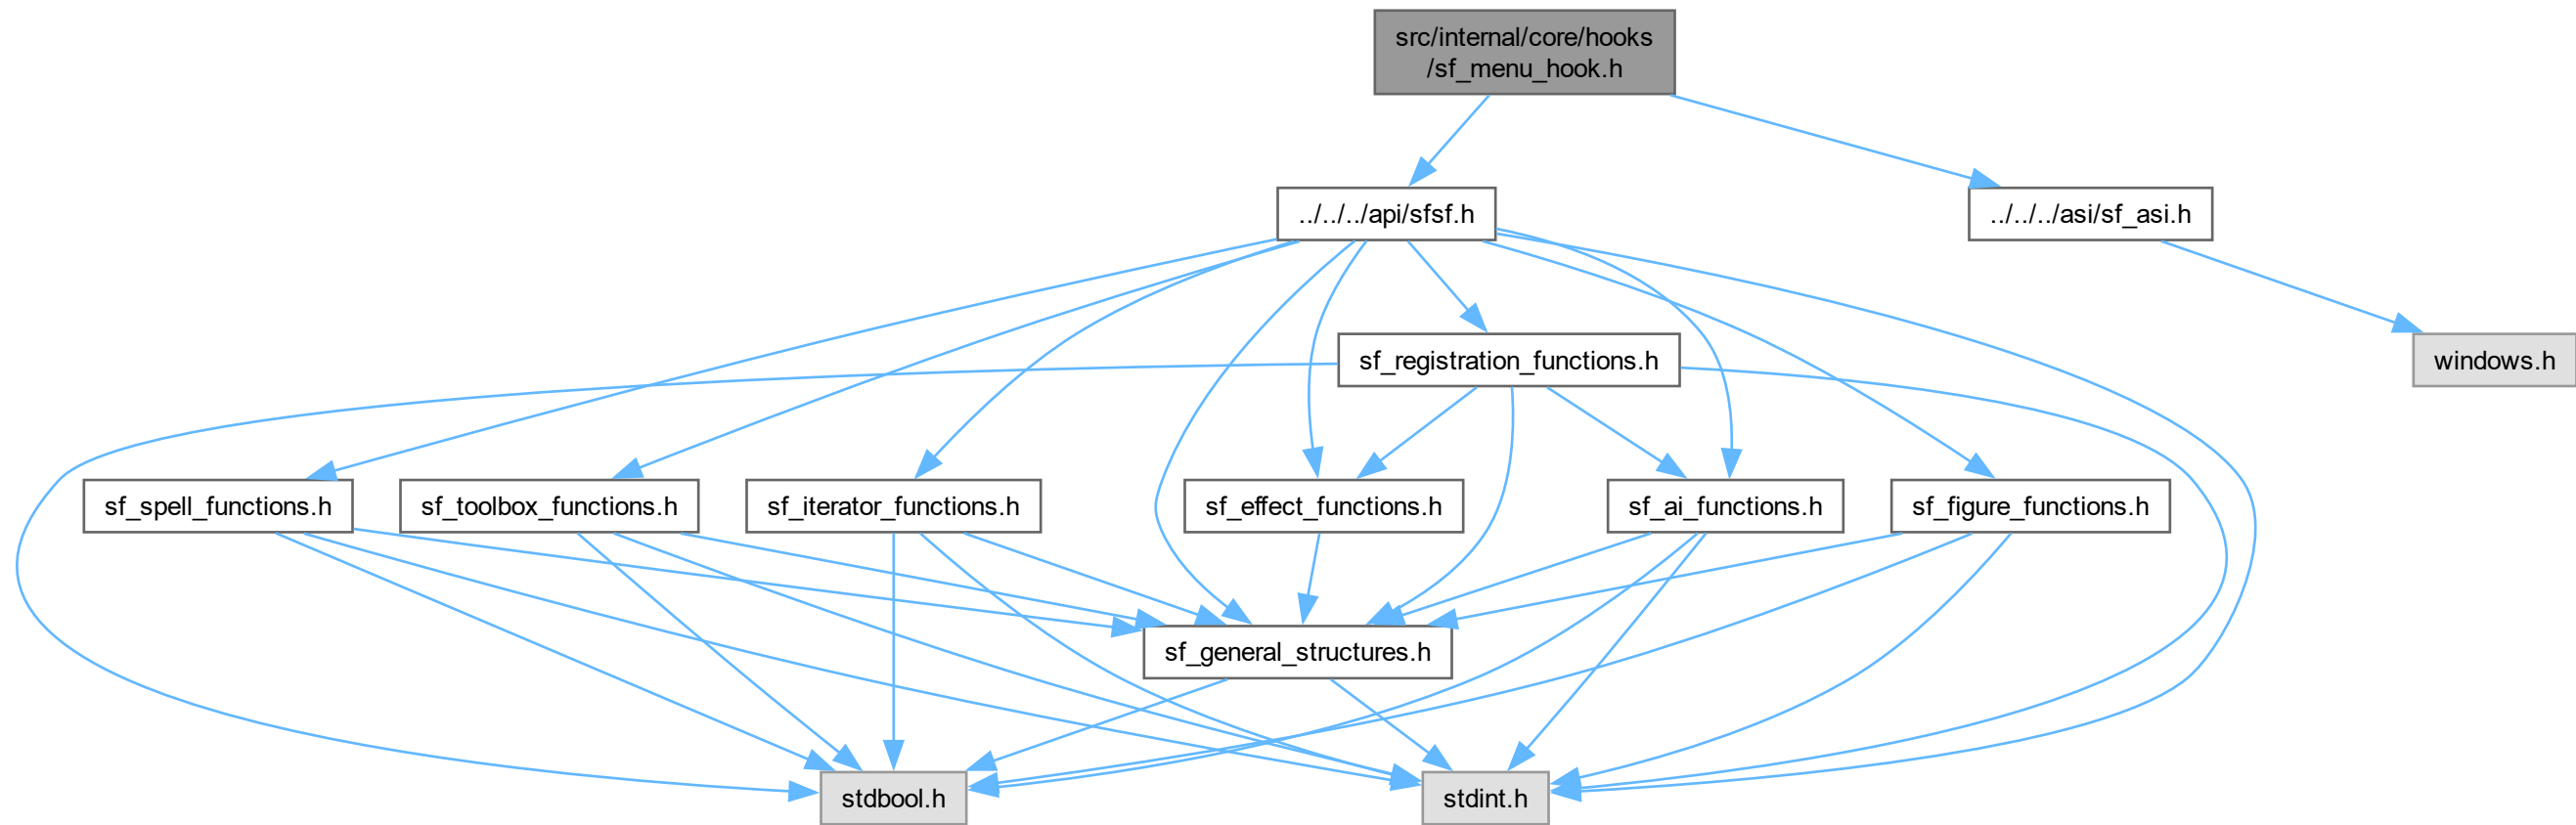 src/internal/core/hooks
/sf_menu_hook.h
../../../api/sfsf.h
../../../asi/sf_asi.h
sf_registration_functions.h
windows.h
sf_spell_functions.h
sf_toolbox_functions.h
sf_iterator_functions.h
sf_effect_functions.h
sf_ai_functions.h
sf_figure_functions.h
sf_general_structures.h
stdbool.h
stdint.h